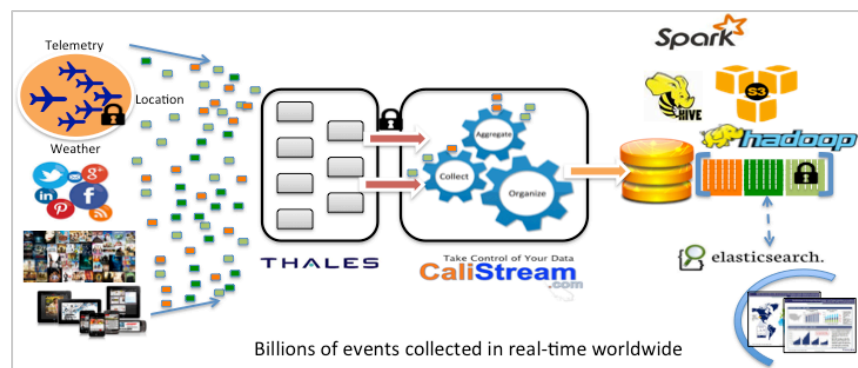 Telemetry
Location
Weather
THALES
Aggregate
Collect
Organize
Take Control of Your Data
CaliStream
.com
Spark
HIVE
S3
hadoop
elasticsearch.
Billions of events collected in real-time worldwide